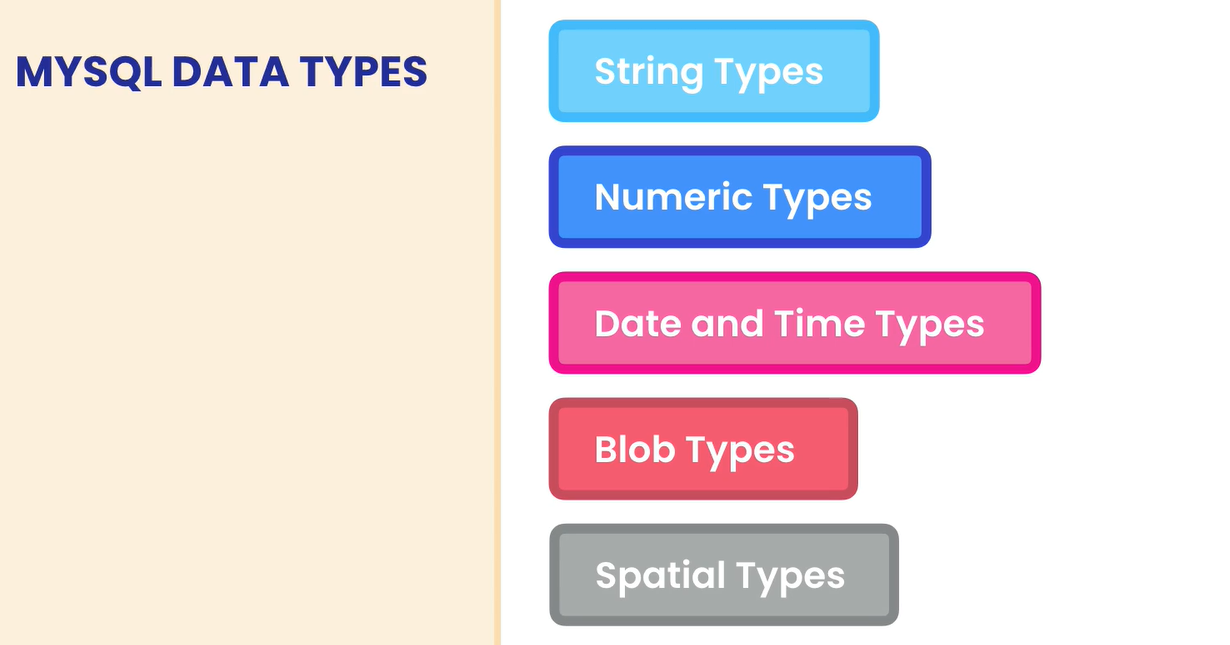 MYSQL DATA TYPES
String Types
Numeric Types
Date and Time Types
Blob Types
Spatial Types